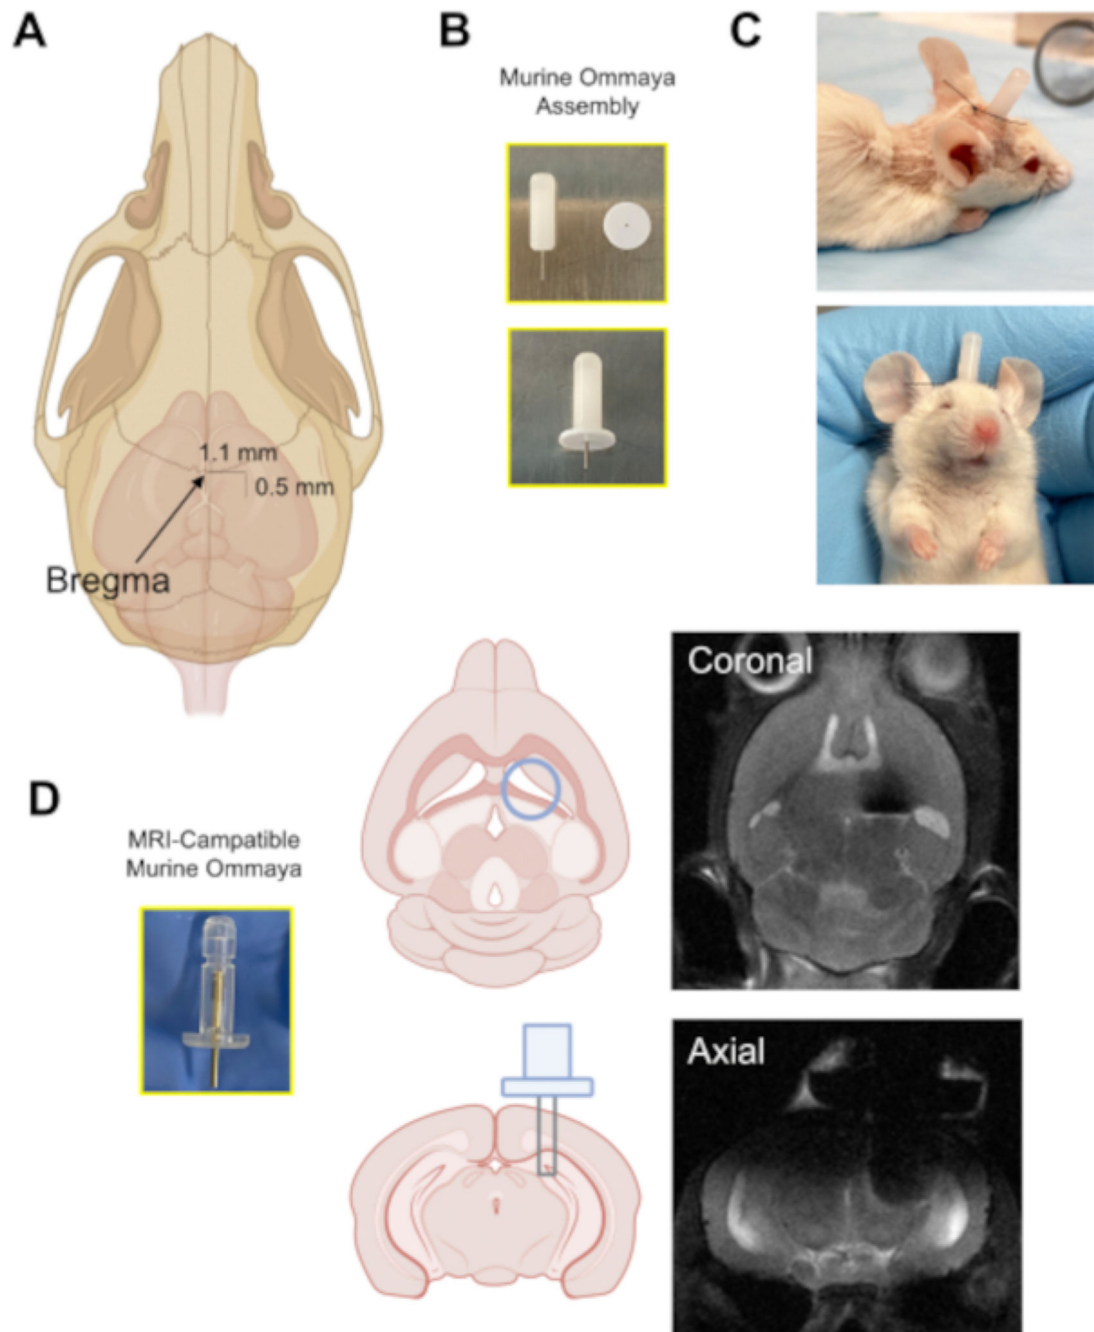 A
B
C
Murine Ommaya
Assembly
1.1 mm
0.5 mm
Bregma
Coronal
D
MRI-Campatible
Murine Ommaya
Axial